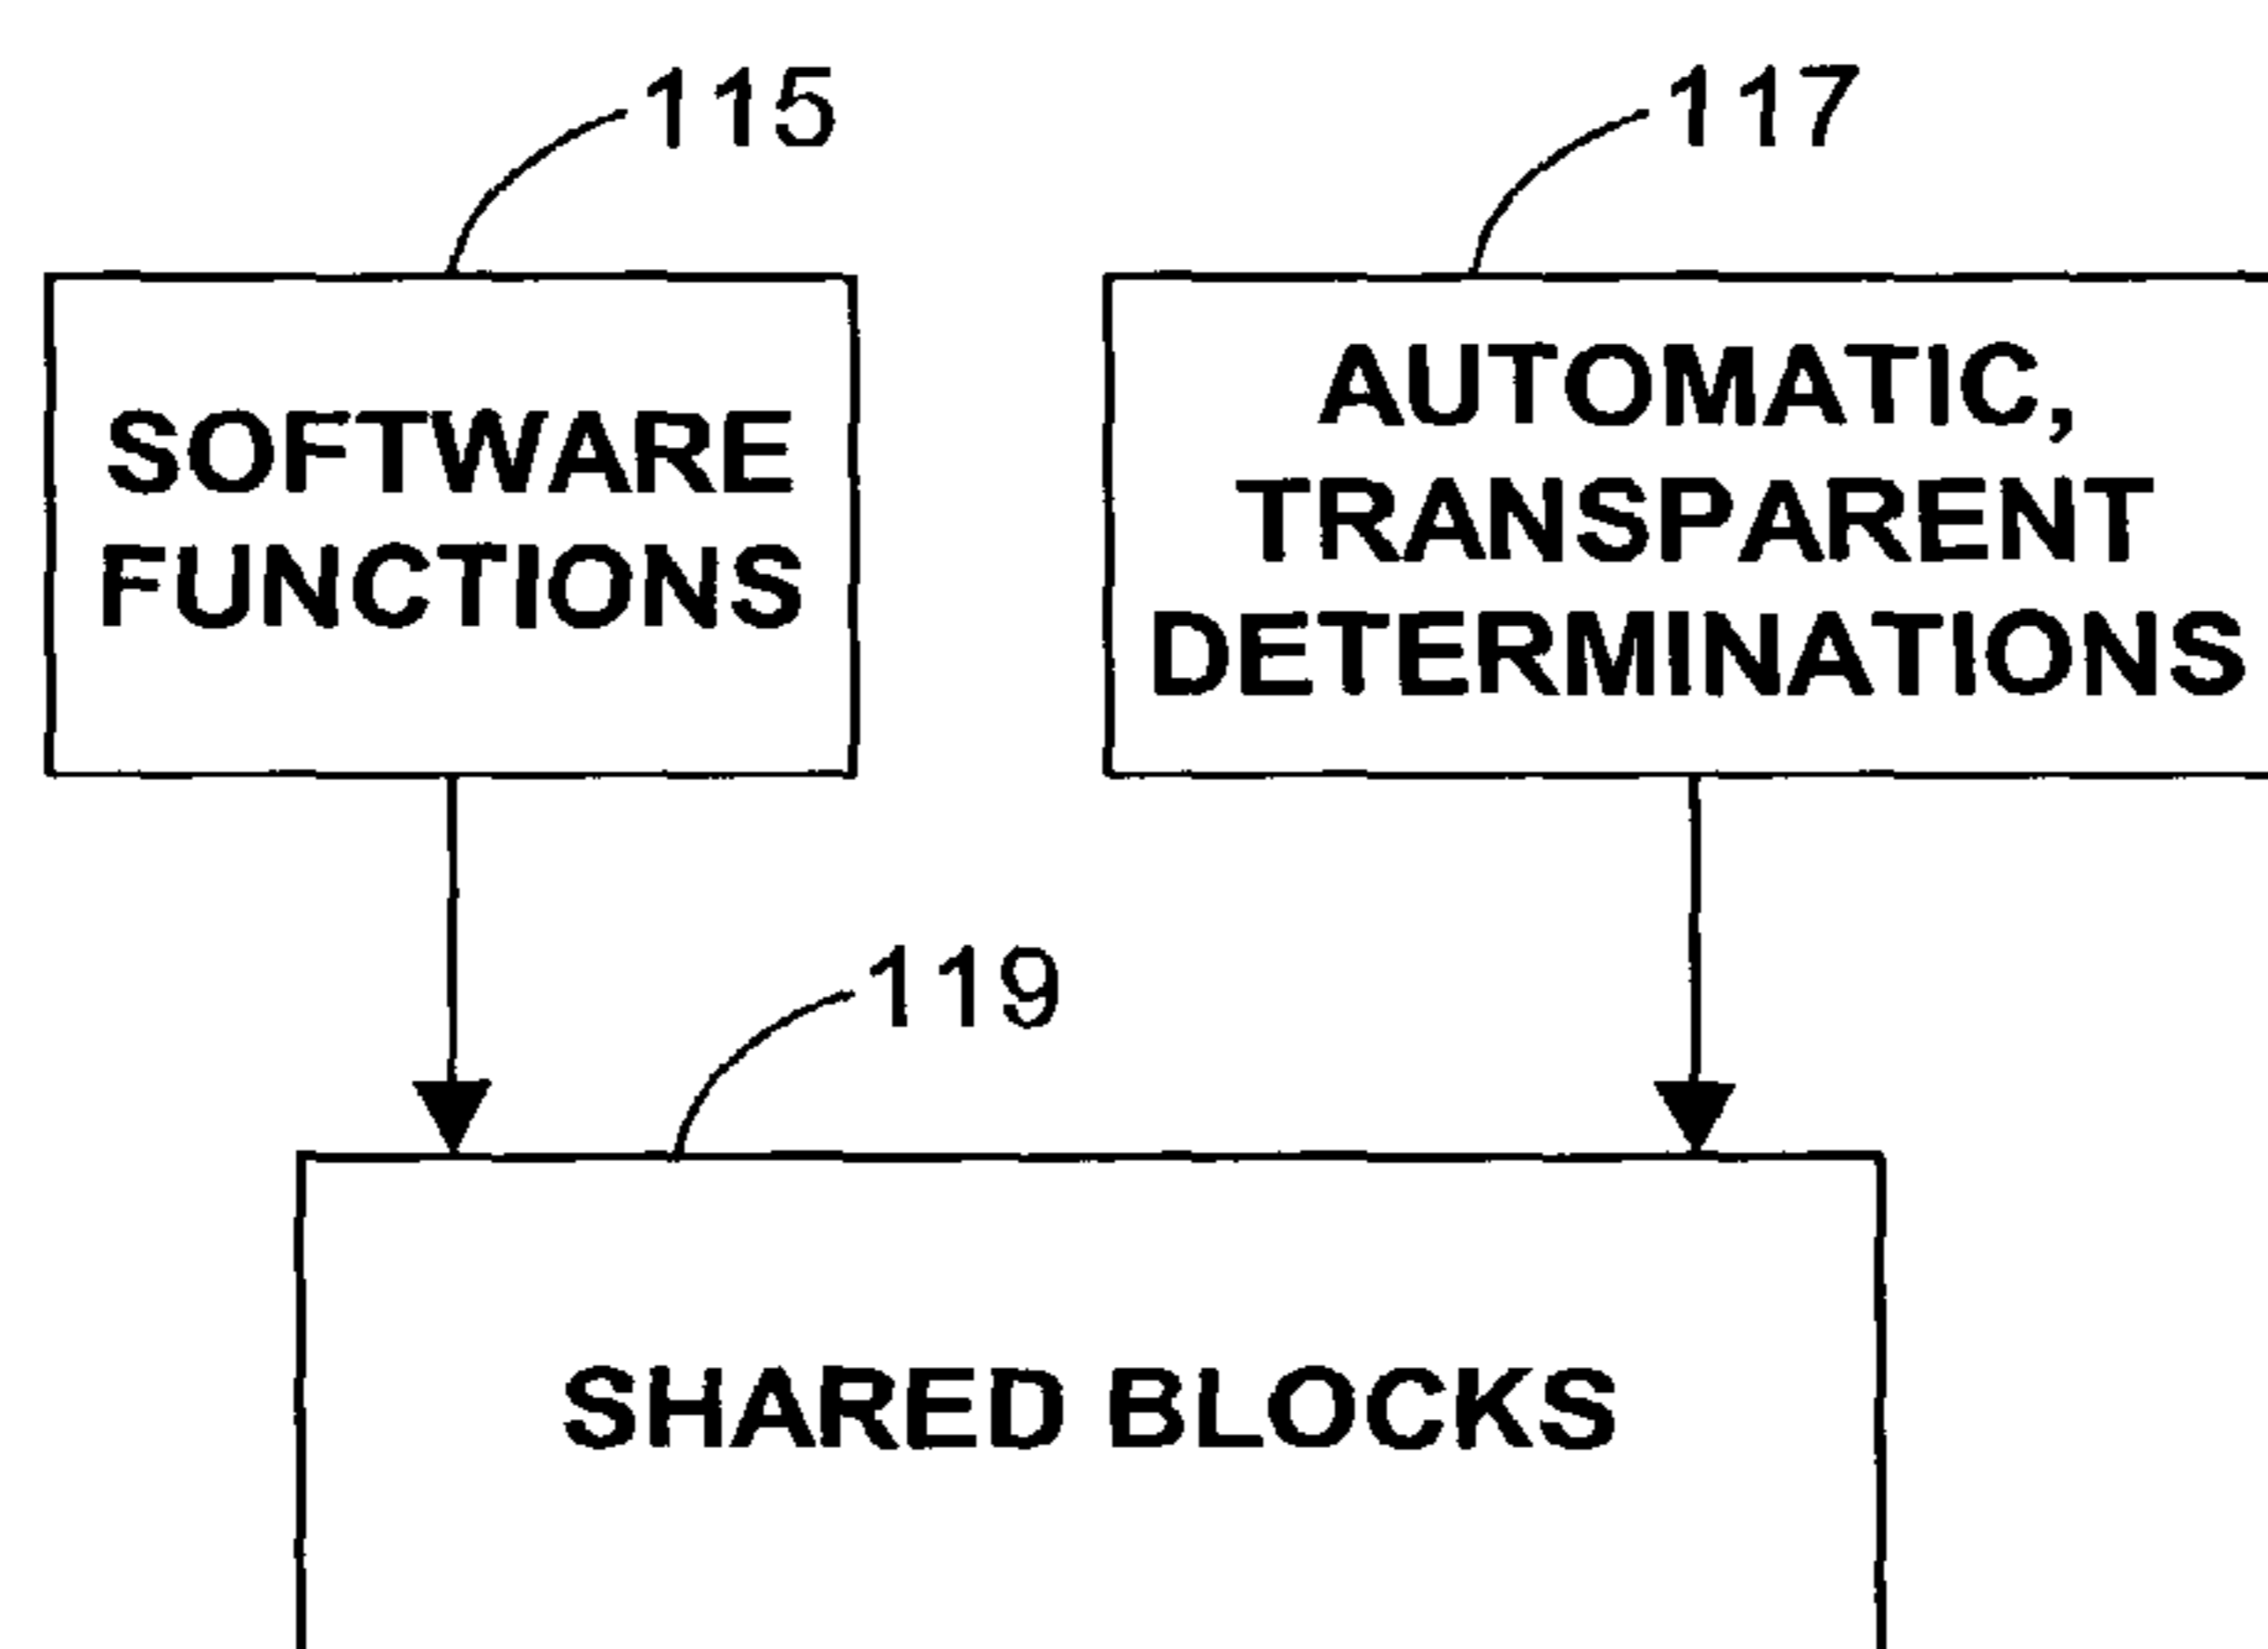 115
117
SOFTWARE
FUNCTIONS
AUTOMATIC,
TRANSPARENT
DETERMINATIONS
119
SHARED BLOCKS